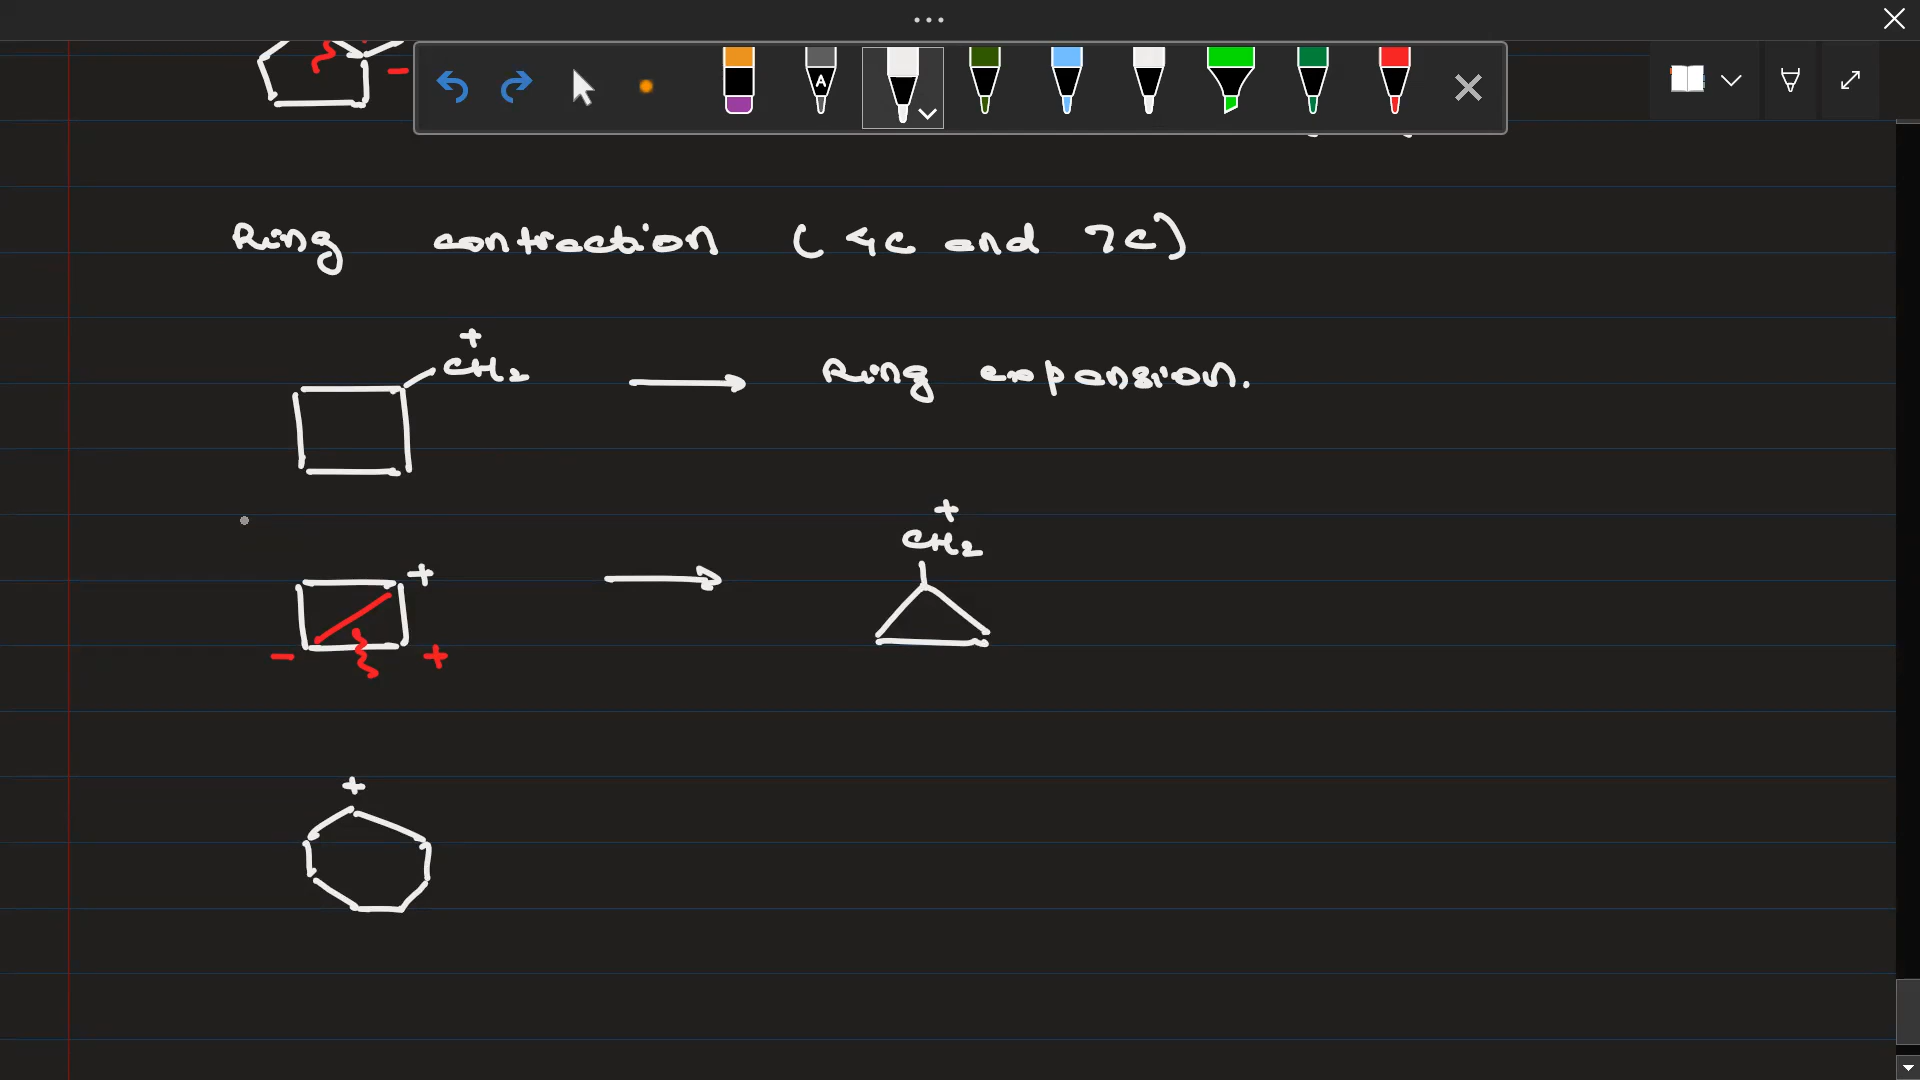 Ring contraction (4C and 7C)
+
CH2
Ring expansion.
+
CH2
+
- +
+